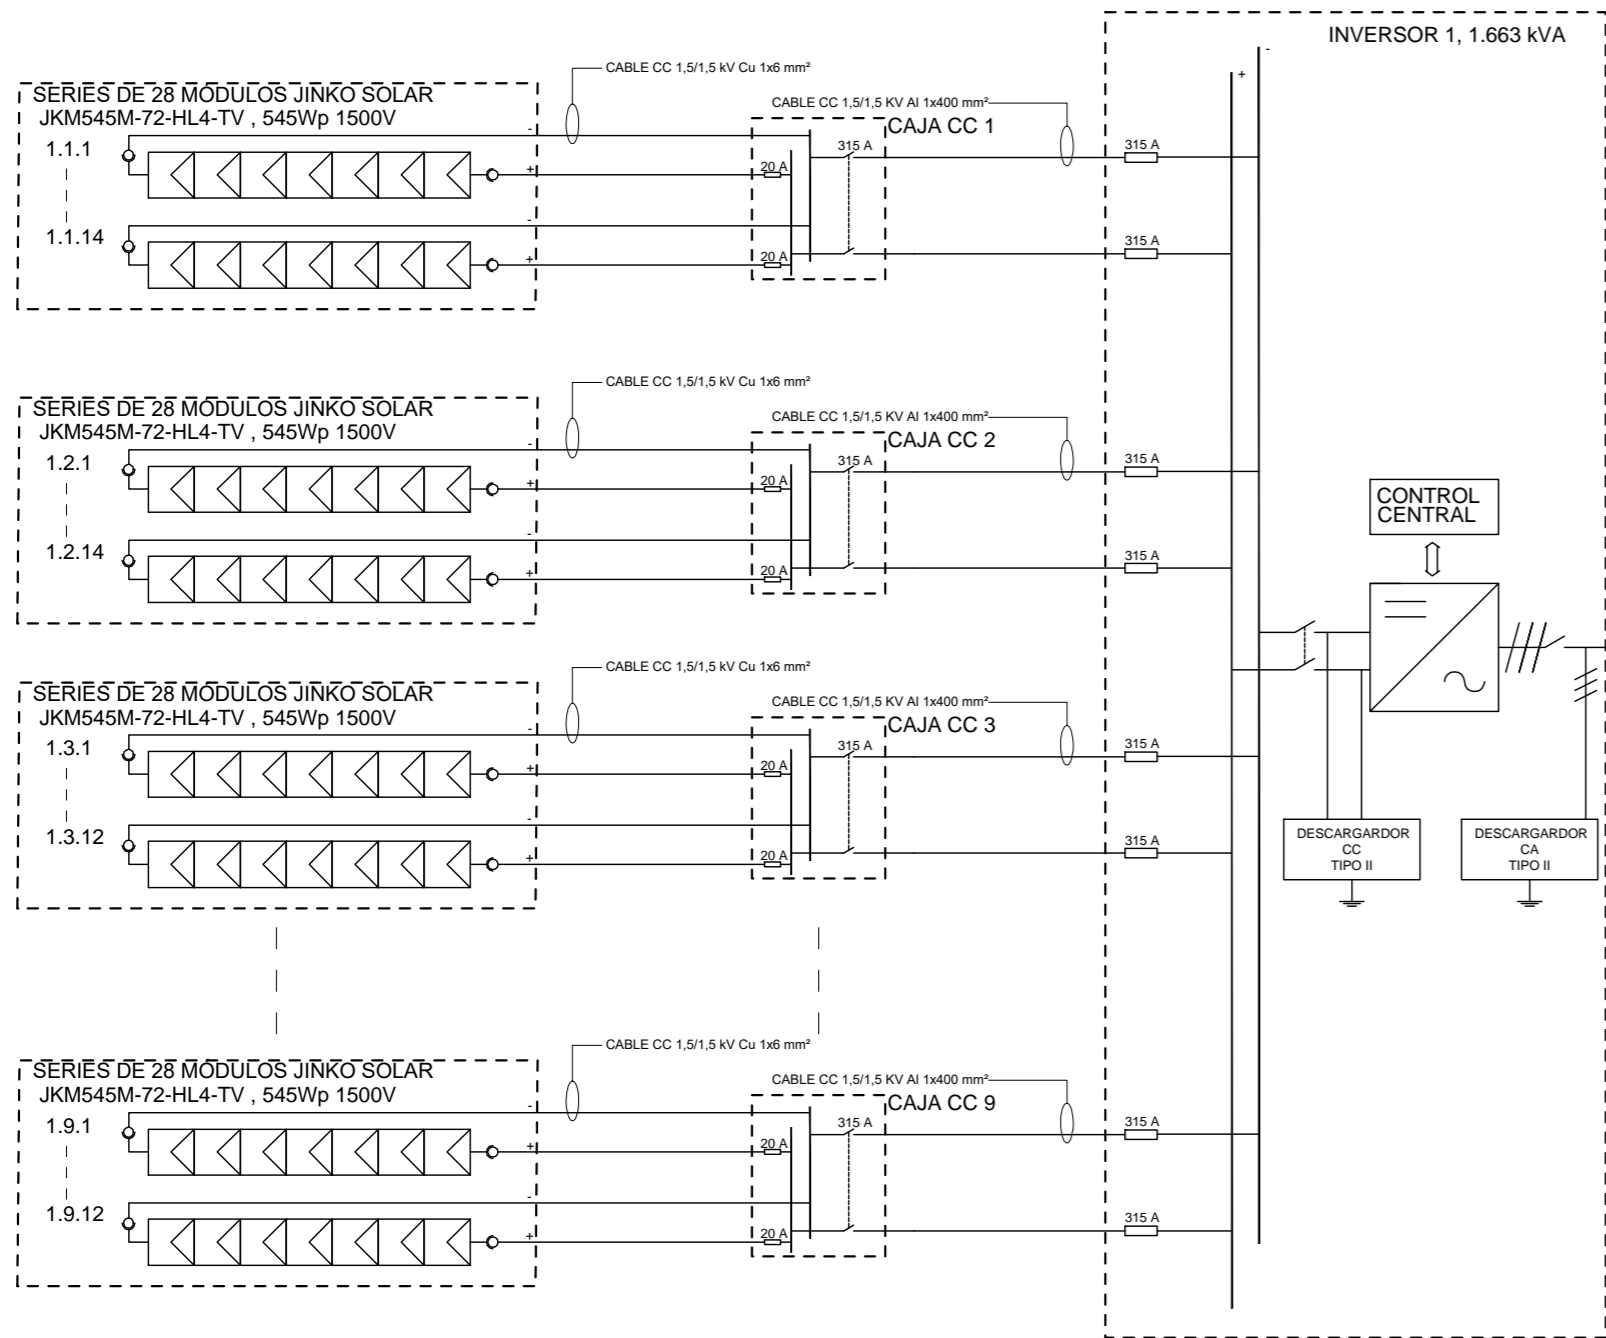 INVERSOR 1, 1.663 kVA
-
+
CABLE CC 1,5/1,5 kV Cu 1x6 mm²
SERIES DE 28 MÓDULOS JINKO SOLAR
JKM545M-72-HL4-TV , 545Wp 1500V
CABLE CC 1,5/1,5 KV Al 1x400 mm²
CAJA CC 1
1.1.1
-
315 A
315 A
20 A
+
1.1.14
-
315 A
20 A
+
CABLE CC 1,5/1,5 kV Cu 1x6 mm²
SERIES DE 28 MÓDULOS JINKO SOLAR
JKM545M-72-HL4-TV , 545Wp 1500V
CABLE CC 1,5/1,5 KV Al 1x400 mm²
CAJA CC 2
1.2.1
-
315 A
315 A
20 A
+
1.2.14
-
315 A
20 A
+
CONTROL
CENTRAL
CABLE CC 1,5/1,5 kV Cu 1x6 mm²
SERIES DE 28 MÓDULOS JINKO SOLAR
JKM545M-72-HL4-TV , 545Wp 1500V
CABLE CC 1,5/1,5 KV Al 1x400 mm²
CAJA CC 3
1.3.1
-
315 A
315 A
20 A
+
1.3.12
-
315 A
20 A
+
DESCARGARDOR
CC
TIPO II
DESCARGARDOR
CA
TIPO II
CABLE CC 1,5/1,5 kV Cu 1x6 mm²
SERIES DE 28 MÓDULOS JINKO SOLAR
JKM545M-72-HL4-TV , 545Wp 1500V
CABLE CC 1,5/1,5 KV Al 1x400 mm²
CAJA CC 9
1.9.1
-
315 A
315 A
20 A
+
1.9.12
-
315 A
20 A
+